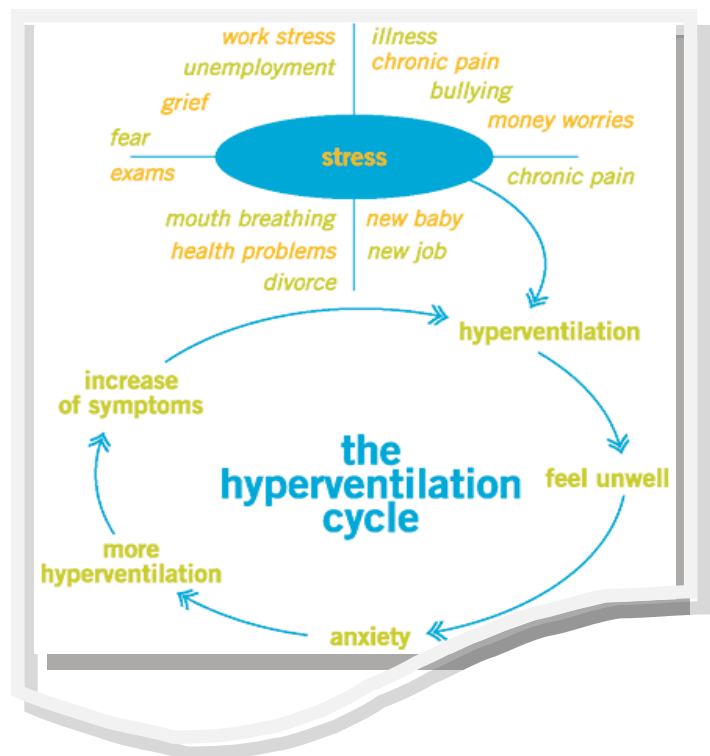 work stress
illness
unemployment
chronic pain
bullying
grief
money worries
fear
stress
exams
chronic pain
mouth breathing
new baby
health problems
new job
divorce
hyperventilation
increase
of symptoms
the
hyperventilation
cycle
feel unwell
more
hyperventilation
anxiety